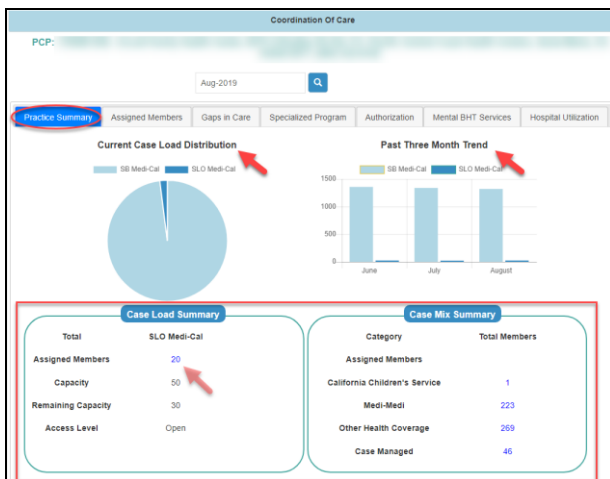 Coordination Of Care
PCP:
Aug-2019
Practice Summary Assigned Members Gaps in Care Specialized Program Authorization Mental BHT Services Hospital Utilization
Current Case Load Distribution
SB Medi-Cal SLO Medi-Cal
Past Three Month Trend
SB Medi-Cal SLO Medi-Cal
1500
1000
500
0
June July August
Case Load Summary
Total SLO Medi-Cal
Assigned Members 20
Capacity 50
Remaining Capacity 30
Access Level Open
Case Mix Summary
Category Total Members
Assigned Members
California Children's Service 1
Medi-Medi 223
Other Health Coverage 269
Case Managed 46